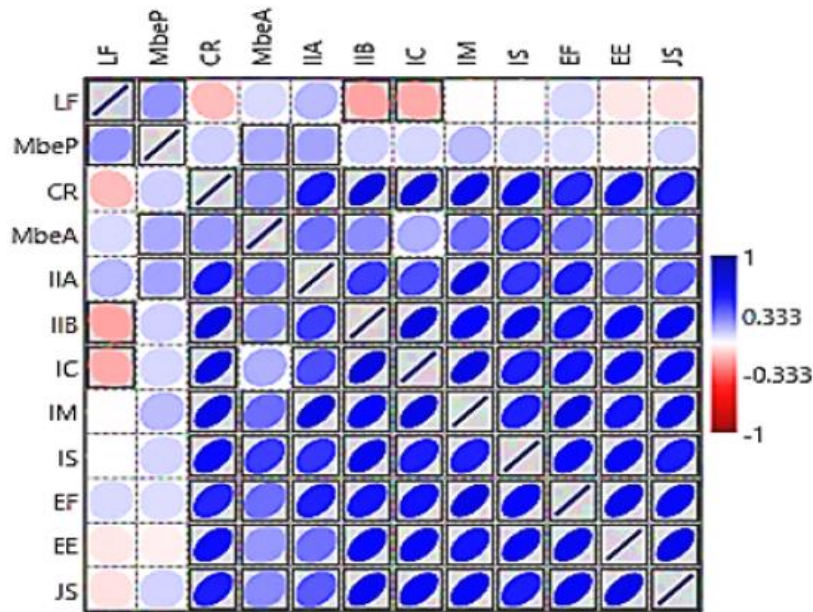 LF MbeP CR MbeA IIA IIB IC IM IS EF EE JS
LF
MbeP
CR
MbeA
IIA
IIB
IC
IM
IS
EF
EE
JS
1
0.333
-0.333
-1